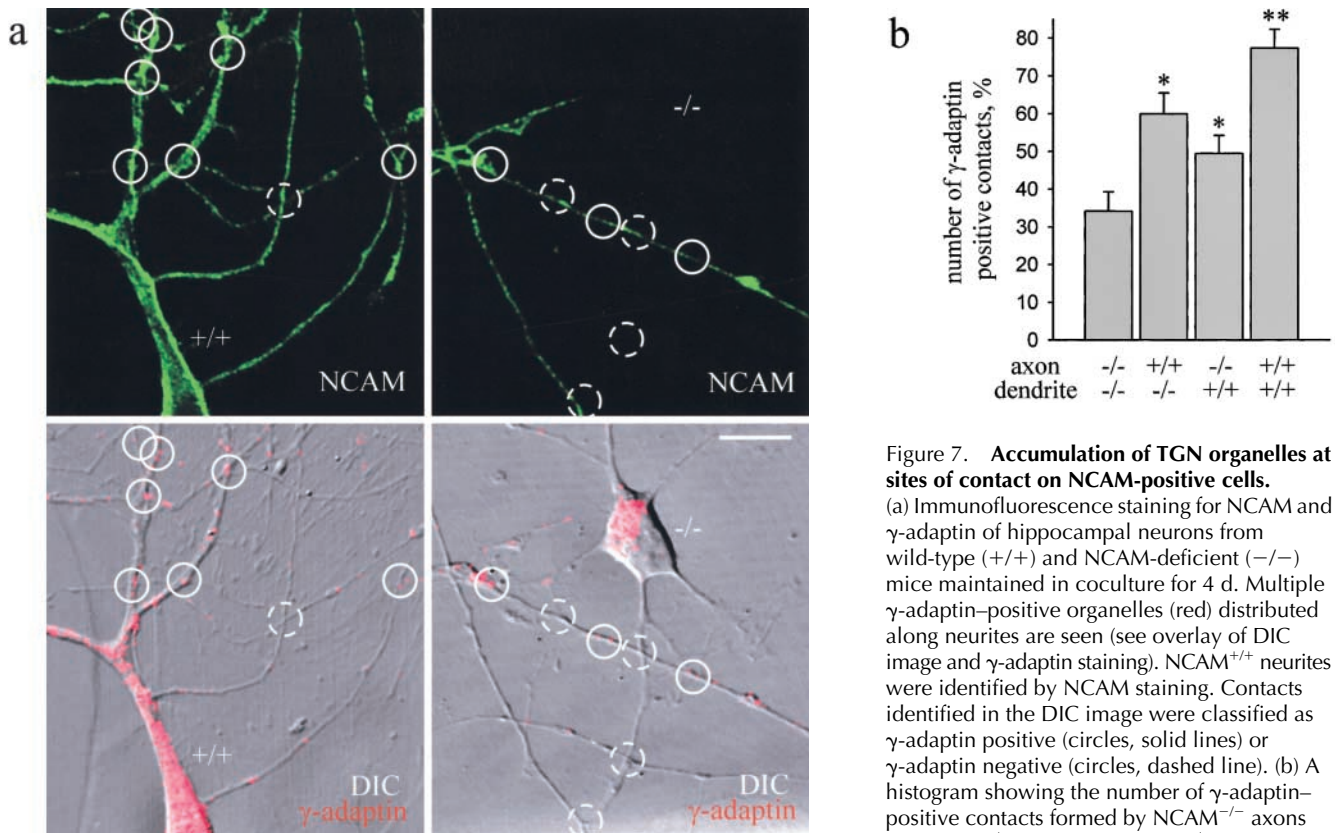 a
-/-
+/+
NCAM
NCAM
-/-
+/+
DIC
γ-adaptin
DIC
γ-adaptin
b
number of γ-adaptin
positive contacts, %
80
70
60
50
40
30
20
10
0
*
*
**
axon -/- +/+ -/- +/+
dendrite -/- -/- +/+ +/+
Figure 7. Accumulation of TGN organelles at
sites of contact on NCAM-positive cells.
(a) Immunofluorescence staining for NCAM and
γ-adaptin of hippocampal neurons from
wild-type (+/+) and NCAM-deficient (−/−)
mice maintained in coculture for 4 d. Multiple
γ-adaptin–positive organelles (red) distributed
along neurites are seen (see overlay of DIC
image and γ-adaptin staining). NCAM+/+ neurites
were identified by NCAM staining. Contacts
identified in the DIC image were classified as
γ-adaptin positive (circles, solid lines) or
γ-adaptin negative (circles, dashed line). (b) A
histogram showing the number of γ-adaptin–
positive contacts formed by NCAM−/− axons